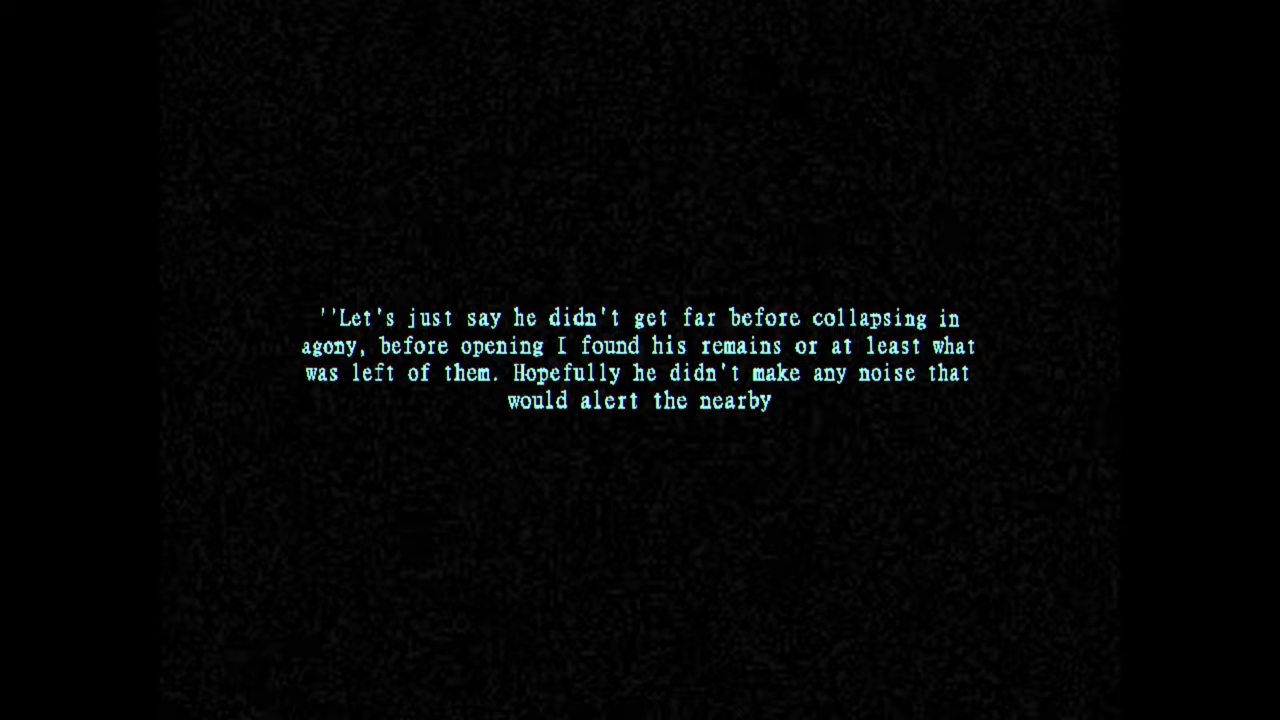 ''Let's just say he didn't get far before collapsing in
agony, before opening I found his remains or at least what
was left of them. Hopefully he didn't make any noise that
would alert the nearby